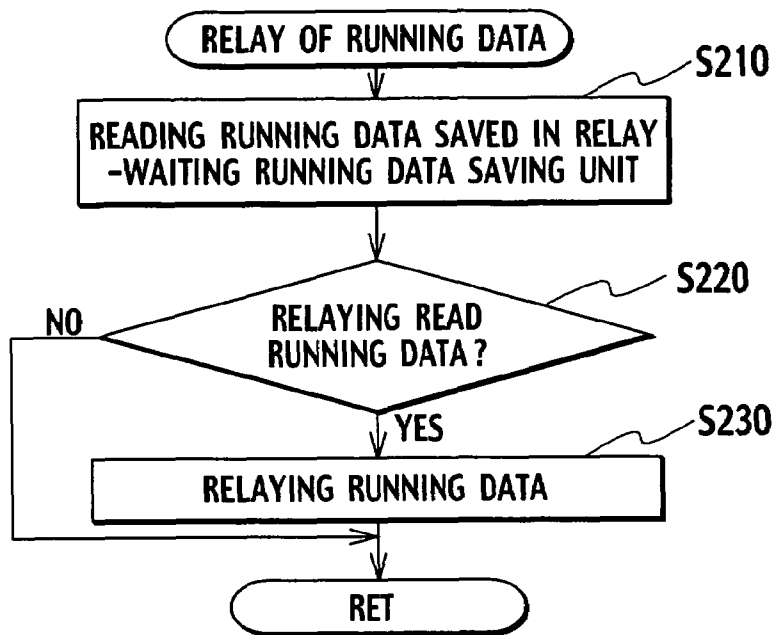 RELAY OF RUNNING DATA
S210
READING RUNNING DATA SAVED IN RELAY
-WAITING RUNNING DATA SAVING UNIT
S220
NO
RELAYING READ
RUNNING DATA?
YES
S230
RELAYING RUNNING DATA
RET